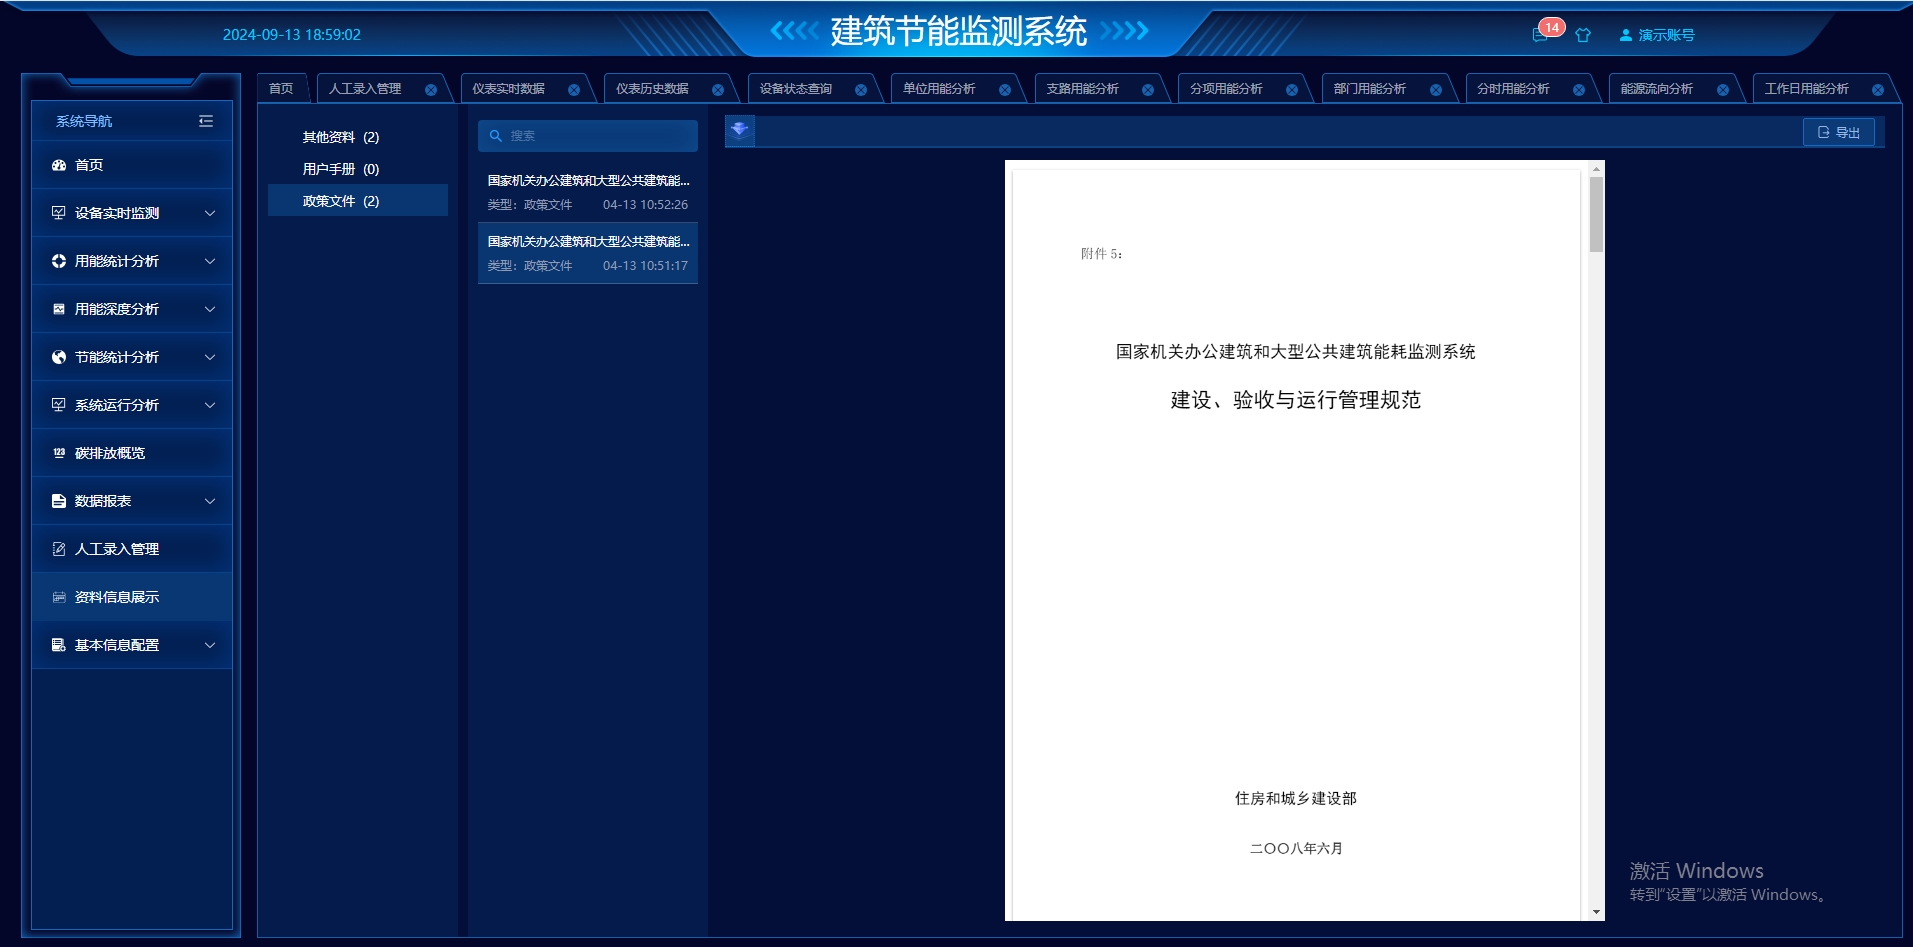 2024-09-13 18:59:02
建筑节能监测系统
14
演示账号
首页
人工录入管理
仪表实时数据
仪表历史数据
设备状态查询
单位用能分析
支路用能分析
分项用能分析
部门用能分析
分时用能分析
能源流向分析
工作日用能分析
系统导航
首页
设备实时监测
用能统计分析
用能深度分析
节能统计分析
系统运行分析
123 碳排放概览
数据报表
人工录入管理
资料信息展示
基本信息配置
其他资料 (2)
用户手册 (0)
政策文件 (2)
搜索
国家机关办公建筑和大型公共建筑能...
类型：政策文件 04-13 10:52:26
国家机关办公建筑和大型公共建筑能...
类型：政策文件 04-13 10:51:17
导出
附件 5：
国家机关办公建筑和大型公共建筑能耗监测系统
建设、验收与运行管理规范
住房和城乡建设部
二〇〇八年六月
激活 Windows
转到"设置"以激活 Windows。